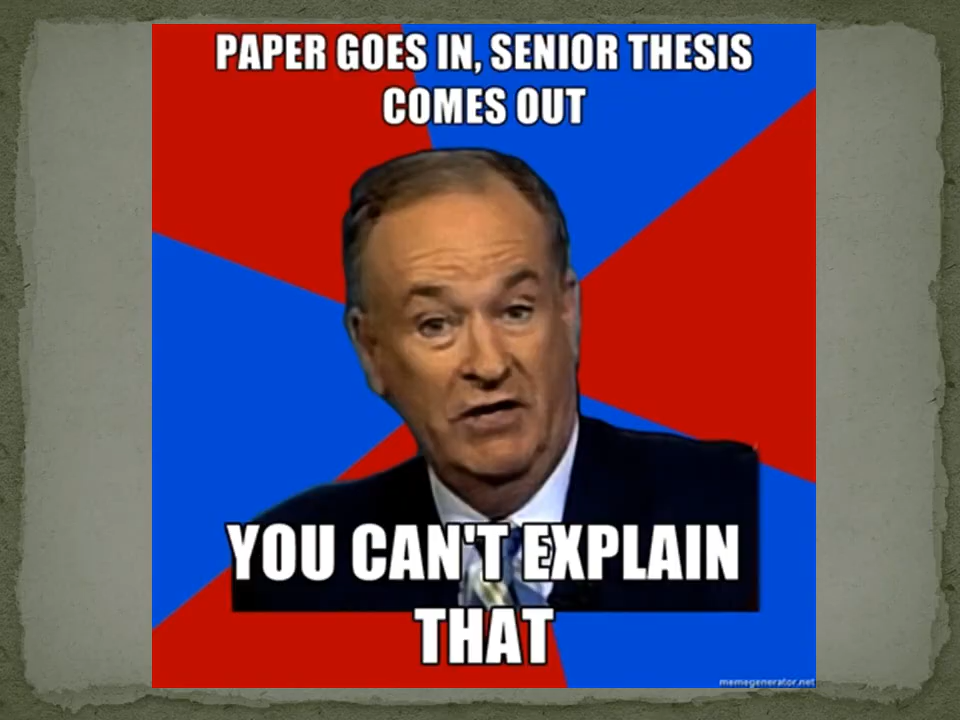 PAPER GOES IN, SENIOR THESIS
COMES OUT
YOU CAN'T EXPLAIN
THAT
memegenerator.net